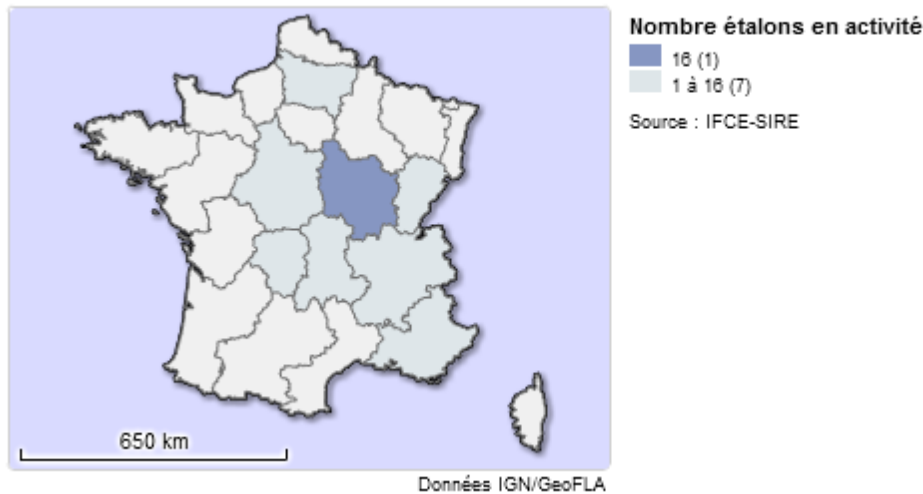 Nombre étalons en activité
16 (1)
1 à 16 (7)
Source : IFCE-SIRE
650 km
Données IGN/GeoFLA